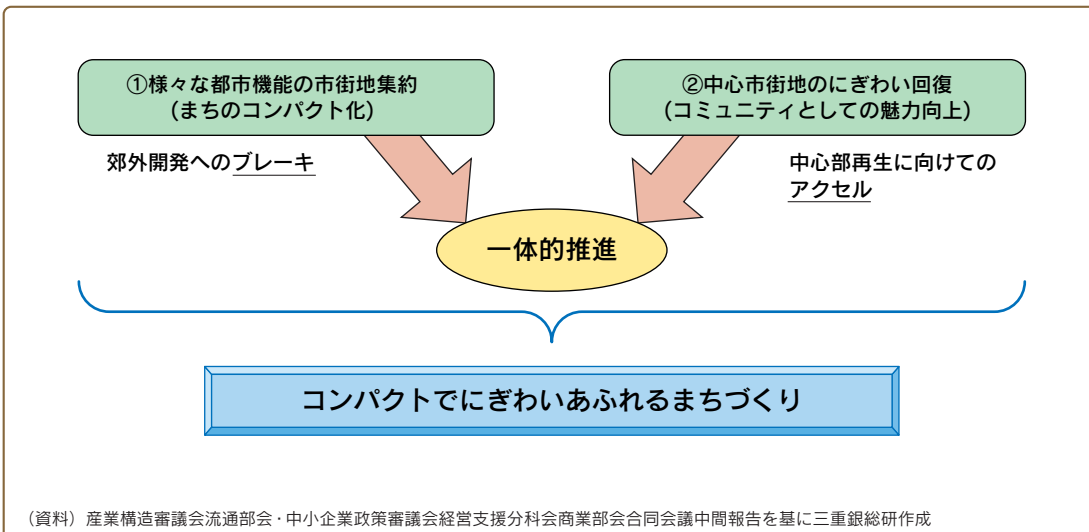 ①様々な都市機能の市街地集約
(まちのコンパクト化)
②中心市街地のにぎわい回復
(コミュニティとしての魅力向上)
郊外開発へのブレーキ
中心部再生に向けての
アクセル
一体的推進
コンパクトでにぎわいあふれるまちづくり
(資料)産業構造審議会流通部会・中小企業政策審議会経営支援分科会商業部会合同会議中間報告を基に三重銀総研作成